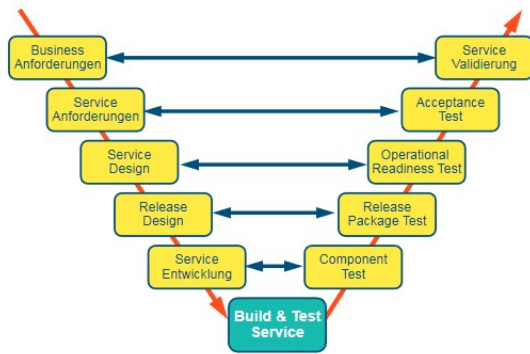 Business
Anforderungen
Service
Validierung
Service
Anforderungen
Acceptance
Test
Service
Design
Operational
Readiness Test
Release
Design
Release
Package Test
Service
Entwicklung
Component
Test
Build & Test
Service